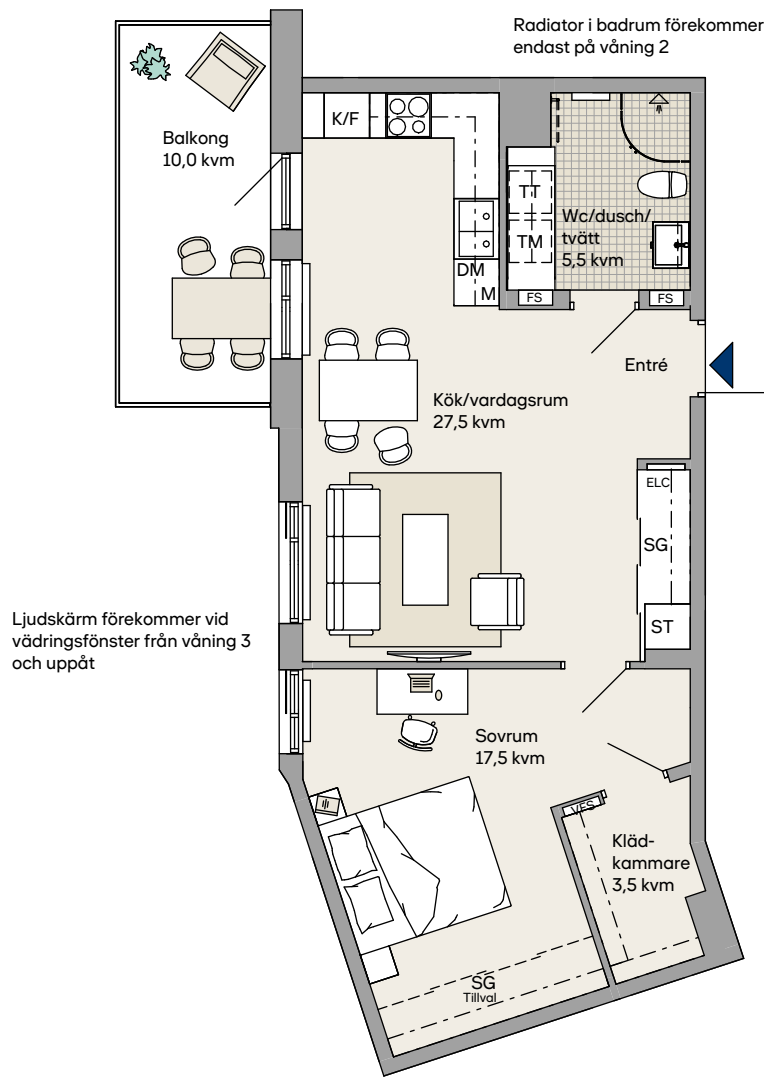 Radiator i badrum förekommer
endast på våning 2
K/F
Balkong
10,0 kvm
TT
Wc/dusch/
tvätt
5,5 kvm
TM
DM
M
FS
FS
Entré
Kök/vardagsrum
27,5 kvm
ELC
SG
ST
Ljudskärm förekommer vid
vädringsfönster från våning 3
och uppåt
Sovrum
17,5 kvm
VFS
Kläd-
kammare
3,5 kvm
SG
Tillval